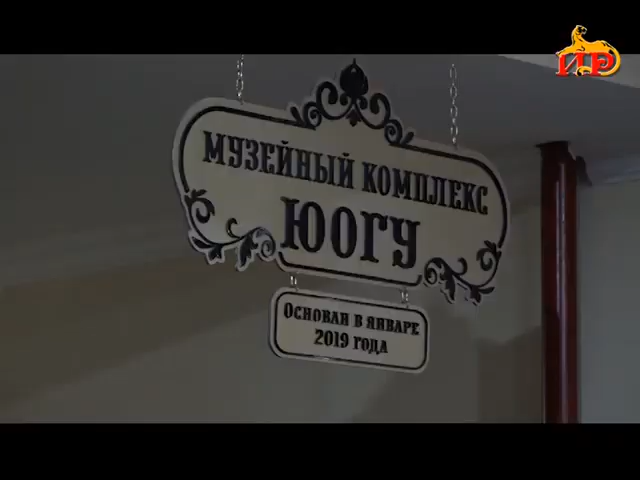 ИР
МУЗЕЙНЫЙ КОМПЛЕКС
ЮОГУ
ОСНОВАН В ЯНВАРЕ
2019 ГОДА